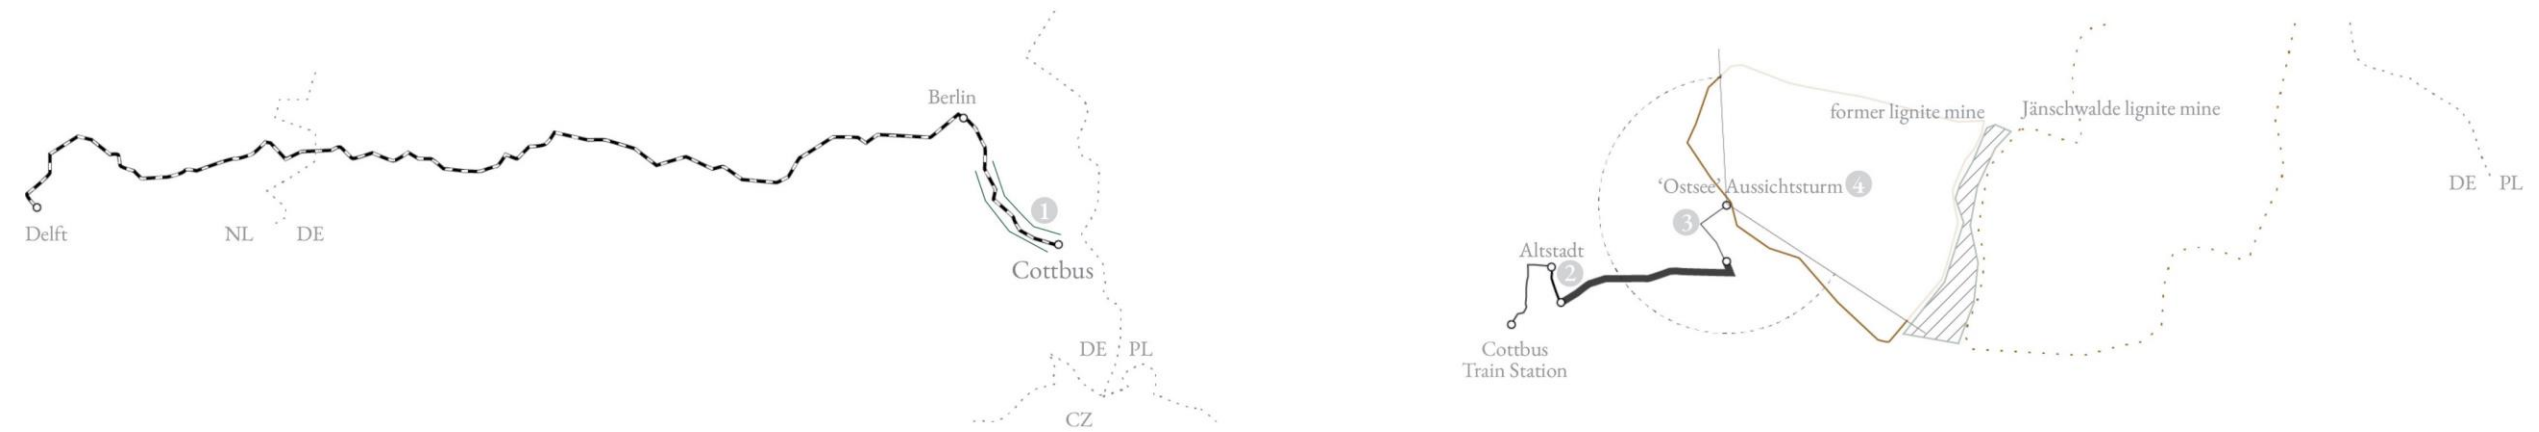 Berlin
Delft
NL
DE
1
Cottbus
DE
PL
CZ
former lignite mine
Jänschwalde lignite mine
'Ostsee' Aussichtsturm 4
3
Altstadt
2
Cottbus
Train Station
DE
PL